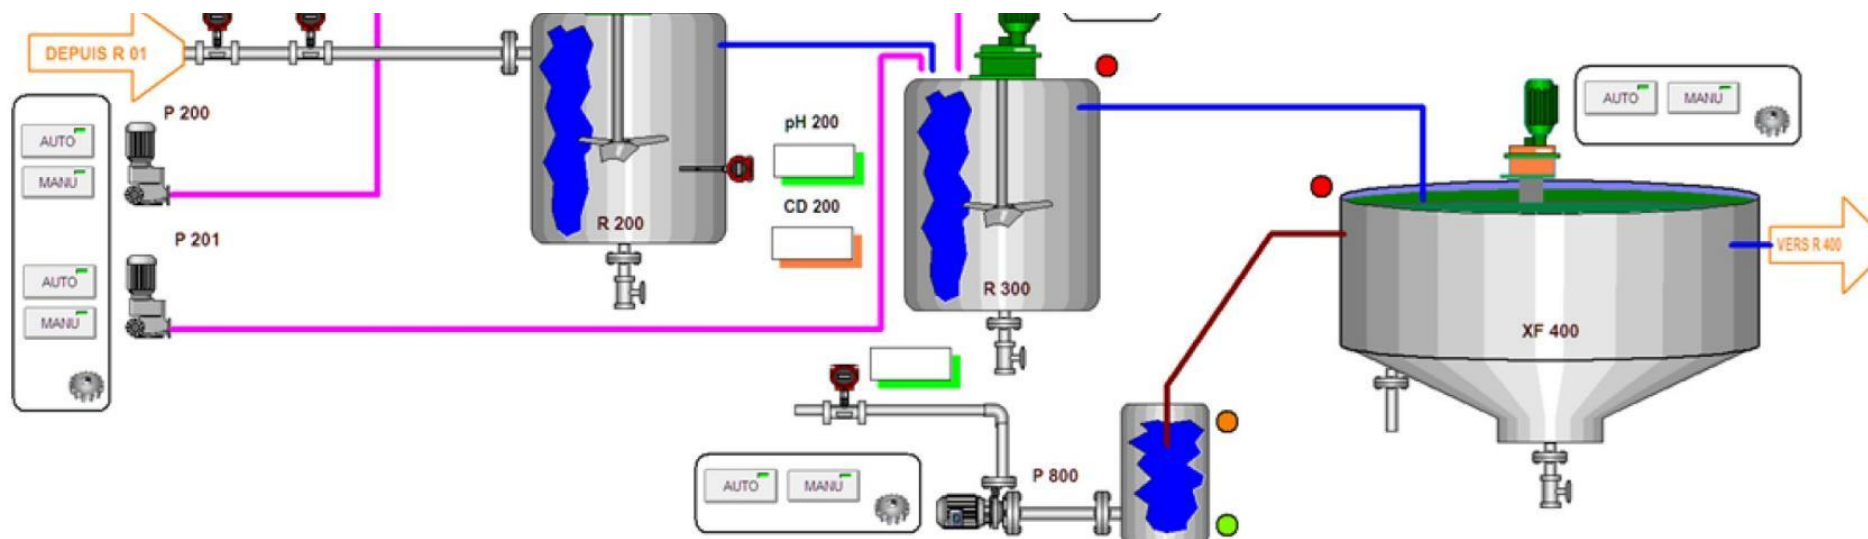 DEPUIS R 01
P 200
AUTO
MANU
P 201
AUTO
MANU
R 200
pH 200
CD 200
R 300
AUTO
MANU
P 800
AUTO
MANU
XF 400
VERS R 400